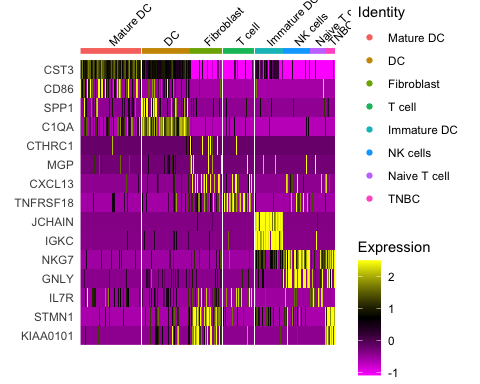 Mature DC
DC
Fibroblast
T cell
Immature DC
NK cells
Naive T c
TNBC
CST3
CD86
SPP1
C1QA
CTHRC1
MGP
CXCL13
TNFRSF18
JCHAIN
IGKC
NKG7
GNLY
IL7R
STMN1
KIAA0101
Identity
Mature DC
DC
Fibroblast
T cell
Immature DC
NK cells
Naive T cell
TNBC
Expression
2
1
0
-1